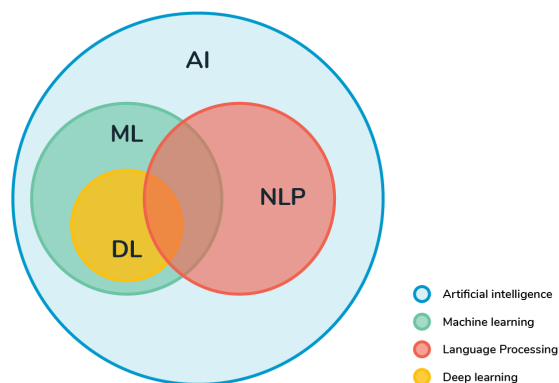 AI
ML
NLP
DL
Artificial intelligence
Machine learning
Language Processing
Deep learning